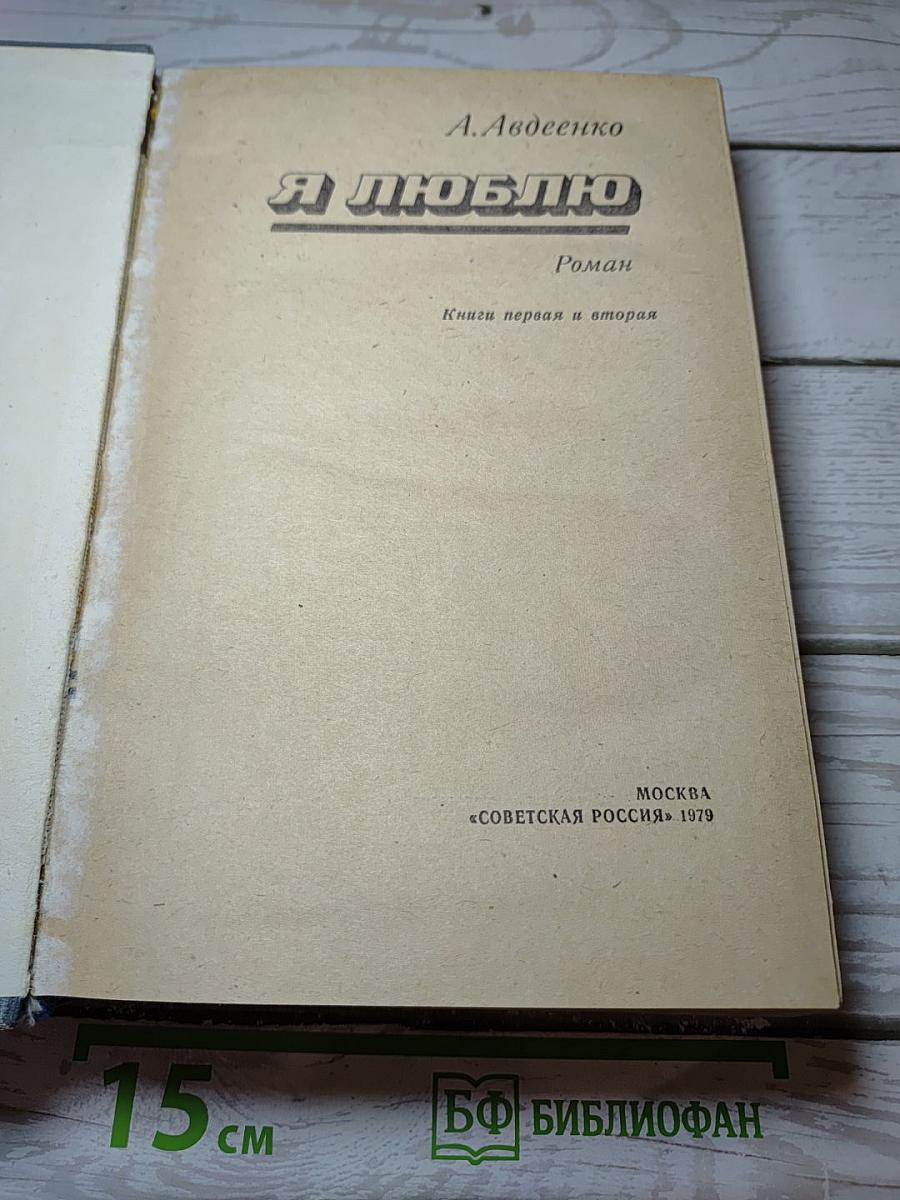 А. Авдеенко
Я ЛЮБЛЮ
Роман
Книги первая и вторая
МОСКВА
«СОВЕТСКАЯ РОССИЯ» 1979
15 см
БФ БИБЛИОФАН